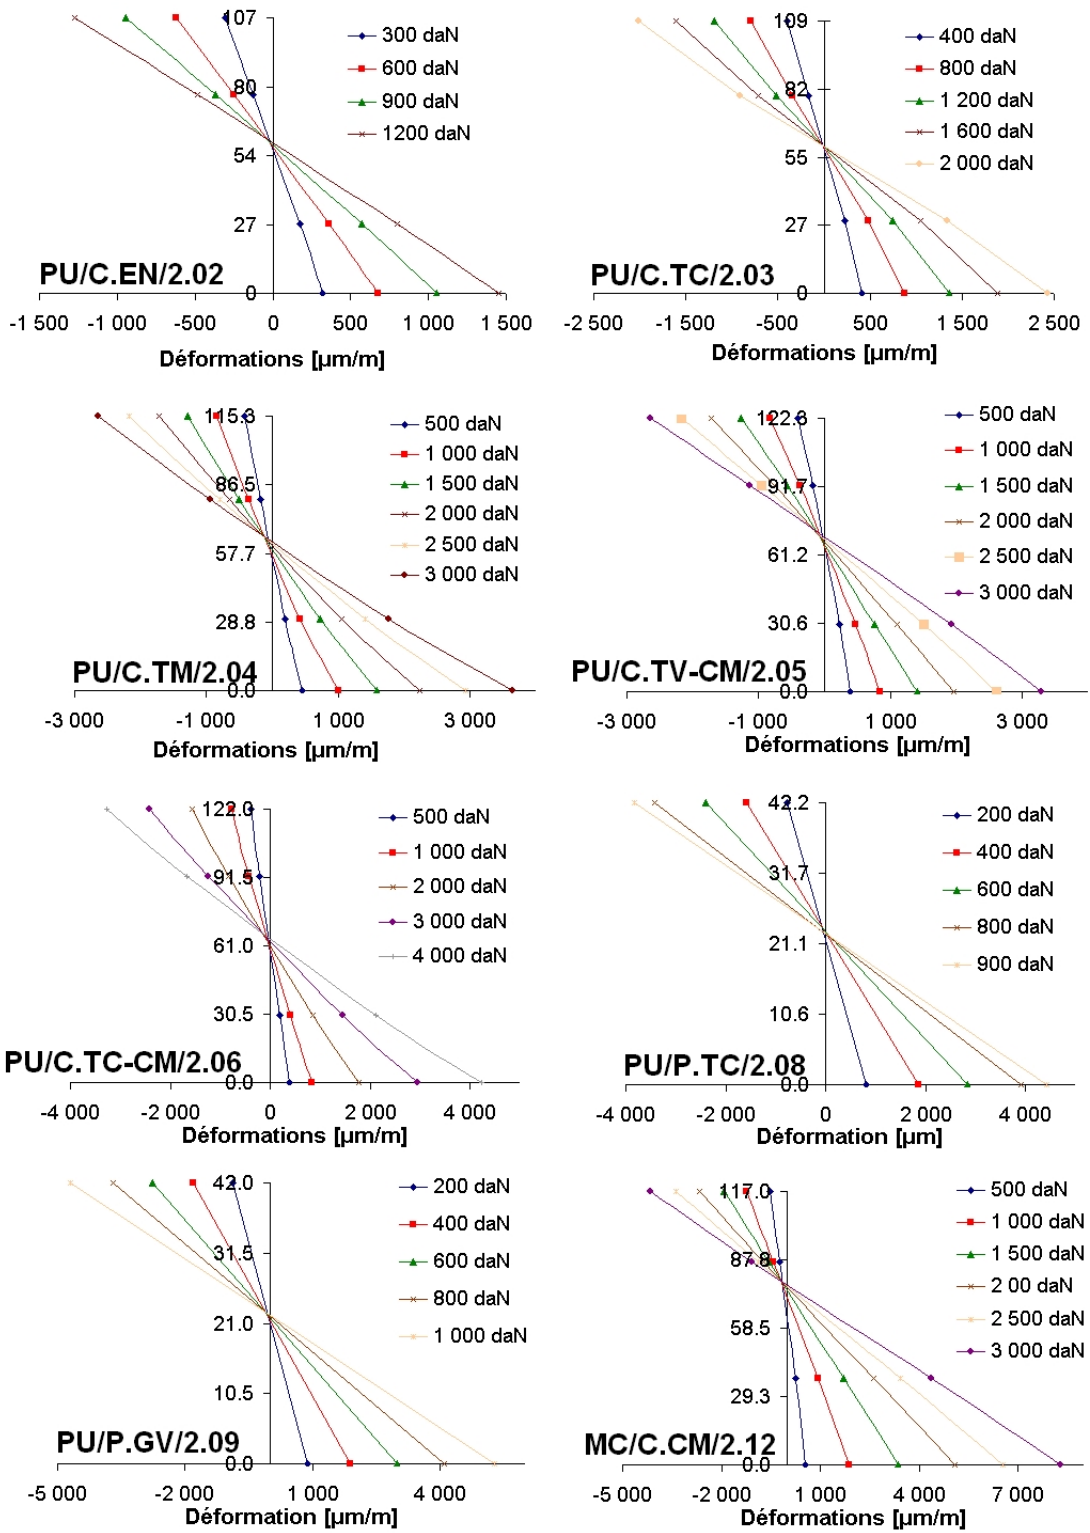 107
80
54
27
0
300 daN
600 daN
900 daN
1200 daN
PU/C.EN/2.02
-1 500 -1 000 -500 0 500 1 000 1 500
Déformations [µm/m]
109
82
55
27
0
400 daN
800 daN
1 200 daN
1 600 daN
2 000 daN
PU/C.TC/2.03
-2 500 -1 500 -500 500 1 500 2 500
Déformations [µm/m]
115.3
86.5
57.7
28.8
0.0
500 daN
1 000 daN
1 500 daN
2 000 daN
2 500 daN
3 000 daN
PU/C.TM/2.04
-3 000 -1 000 1 000 3 000
Déformations [µm/m]
122.3
91.7
61.2
30.6
0.0
500 daN
1 000 daN
1 500 daN
2 000 daN
2 500 daN
3 000 daN
PU/C.TV-CM/2.05
-3 000 -1 000 1 000 3 000
Déformations [µm/m]
122.0
91.5
61.0
30.5
0.0
500 daN
1 000 daN
2 000 daN
3 000 daN
4 000 daN
PU/C.TC-CM/2.06
-4 000 -2 000 0 2 000 4 000
Déformations [µm/m]
42.2
31.7
21.1
10.6
0.0
200 daN
400 daN
600 daN
800 daN
900 daN
PU/P.TC/2.08
-4 000 -2 000 0 2 000 4 000
Déformation [µm]
42.0
31.5
21.0
10.5
0.0
200 daN
400 daN
600 daN
800 daN
1 000 daN
PU/P.GV/2.09
-5 000 -2 000 1 000 4 000
Déformation [µm/m]
117.0
87.8
58.5
29.3
0.0
500 daN
1 000 daN
1 500 daN
2 00 daN
2 500 daN
3 000 daN
MC/C.CM/2.12
-5 000 -2 000 1 000 4 000 7 000
Déformation [µm/m]